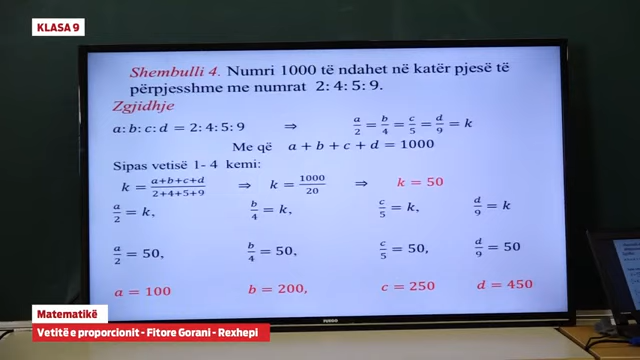 KLASA 9
Shembulli 4. Numri 1000 të ndahet në katër pjesë të
përpjesshme me numrat 2: 4: 5: 9.
Zgjidhje
a: b: c: d = 2: 4: 5: 9 ⇒ a/2 = b/4 = c/5 = d/9 = k
Me që a + b + c + d = 1000
Sipas vetisë 1- 4 kemi:
k = (a+b+c+d)/(2+4+5+9) ⇒ k = 1000/20 ⇒ k = 50
a/2 = k, b/4 = k, c/5 = k, d/9 = k
a/2 = 50, b/4 = 50, c/5 = 50, d/9 = 50
a = 100 b = 200, c = 250 d = 450
Matematikë
Vetitë e proporcionit - Fitore Gorani - Rexhepi